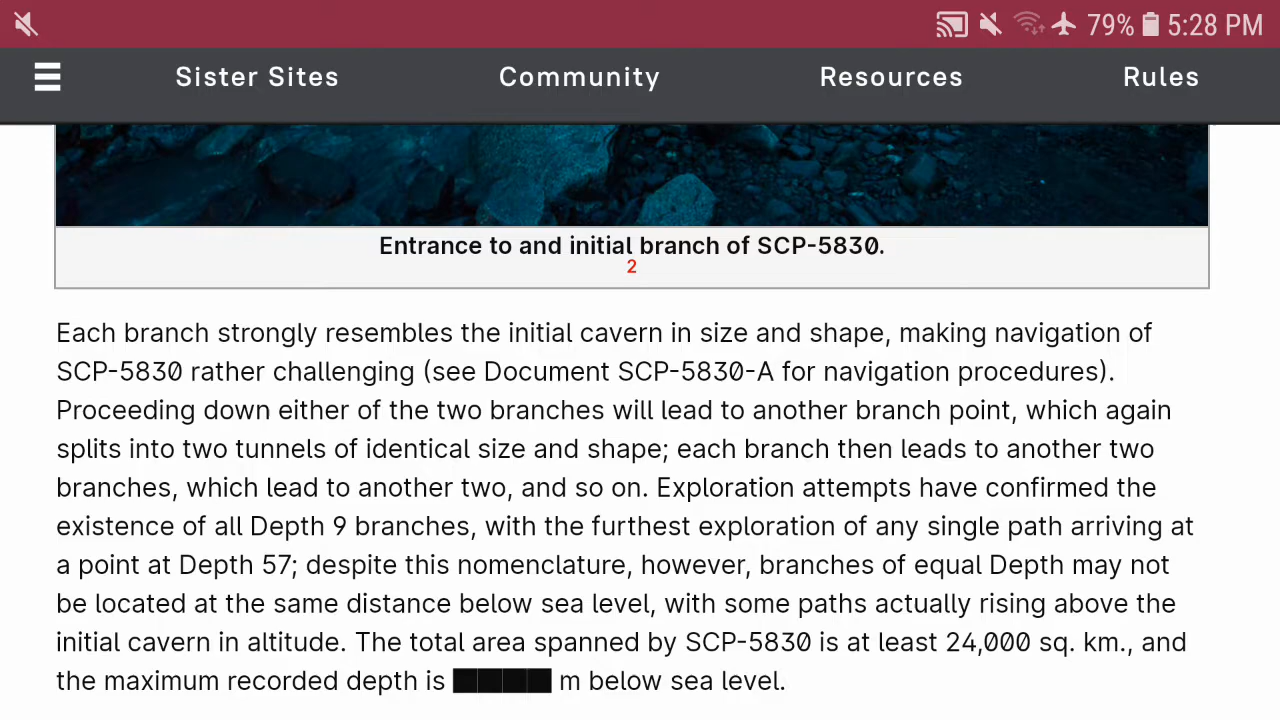 79% 5:28 PM
Sister Sites Community Resources Rules
Entrance to and initial branch of SCP-5830.
2
Each branch strongly resembles the initial cavern in size and shape, making navigation of
SCP-5830 rather challenging (see Document SCP-5830-A for navigation procedures).
Proceeding down either of the two branches will lead to another branch point, which again
splits into two tunnels of identical size and shape; each branch then leads to another two
branches, which lead to another two, and so on. Exploration attempts have confirmed the
existence of all Depth 9 branches, with the furthest exploration of any single path arriving at
a point at Depth 57; despite this nomenclature, however, branches of equal Depth may not
be located at the same distance below sea level, with some paths actually rising above the
initial cavern in altitude. The total area spanned by SCP-5830 is at least 24,000 sq. km., and
the maximum recorded depth is ████ m below sea level.